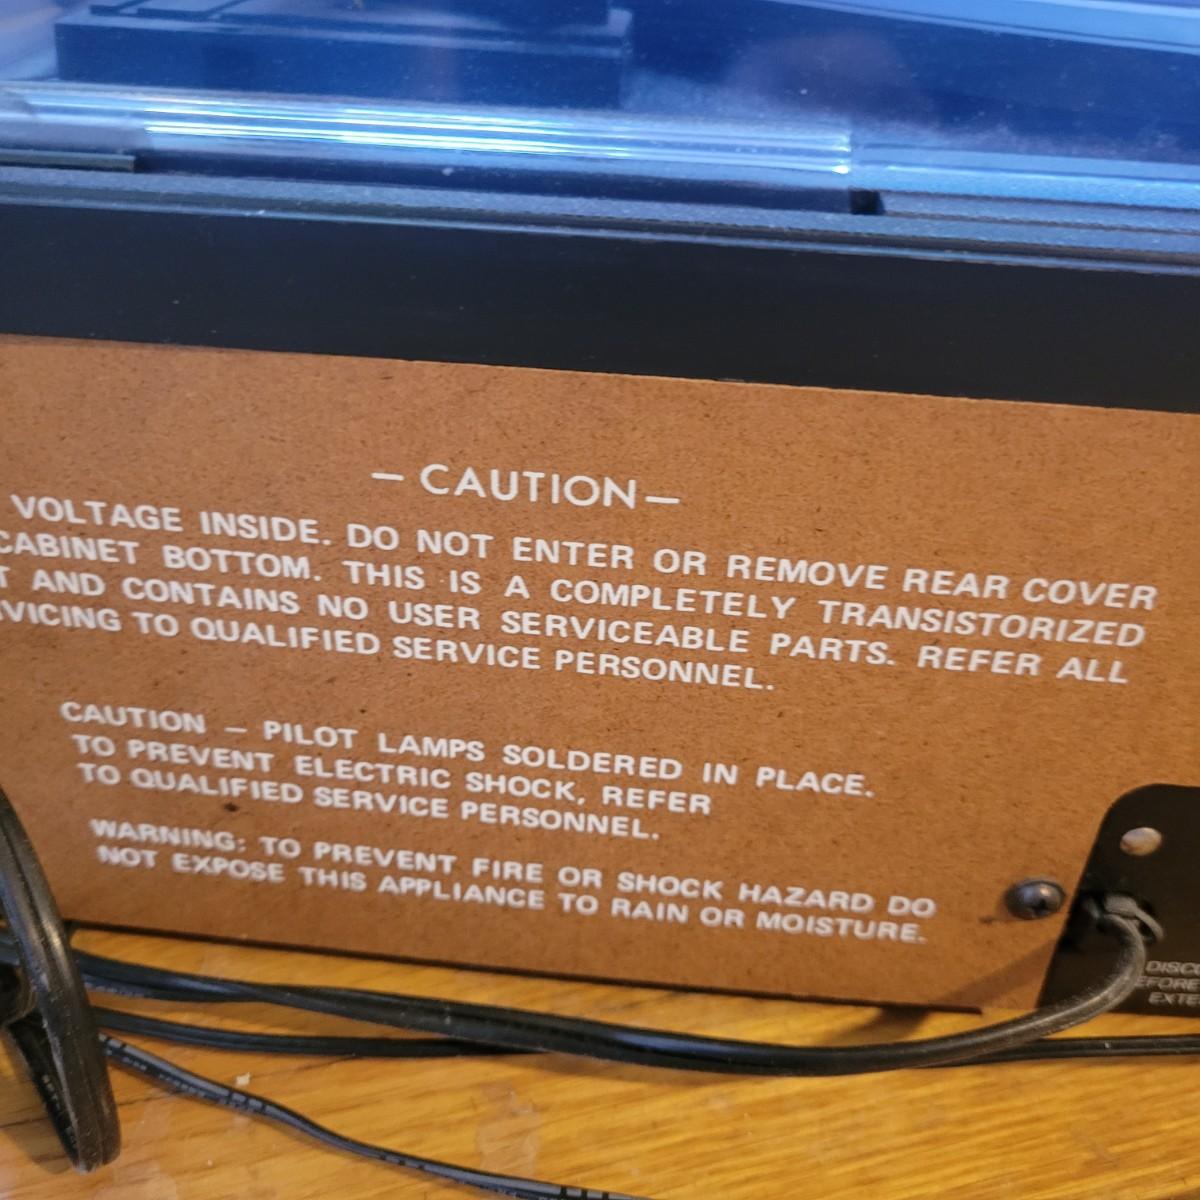 — CAUTION —
VOLTAGE INSIDE. DO NOT ENTER OR REMOVE REAR COVER
CABINET BOTTOM. THIS IS A COMPLETELY TRANSISTORIZED
T AND CONTAINS NO USER SERVICEABLE PARTS. REFER ALL
VICING TO QUALIFIED SERVICE PERSONNEL.
CAUTION — PILOT LAMPS SOLDERED IN PLACE.
TO PREVENT ELECTRIC SHOCK, REFER
TO QUALIFIED SERVICE PERSONNEL.
WARNING: TO PREVENT FIRE OR SHOCK HAZARD DO
NOT EXPOSE THIS APPLIANCE TO RAIN OR MOISTURE.
DISC
EFORE
EXTE